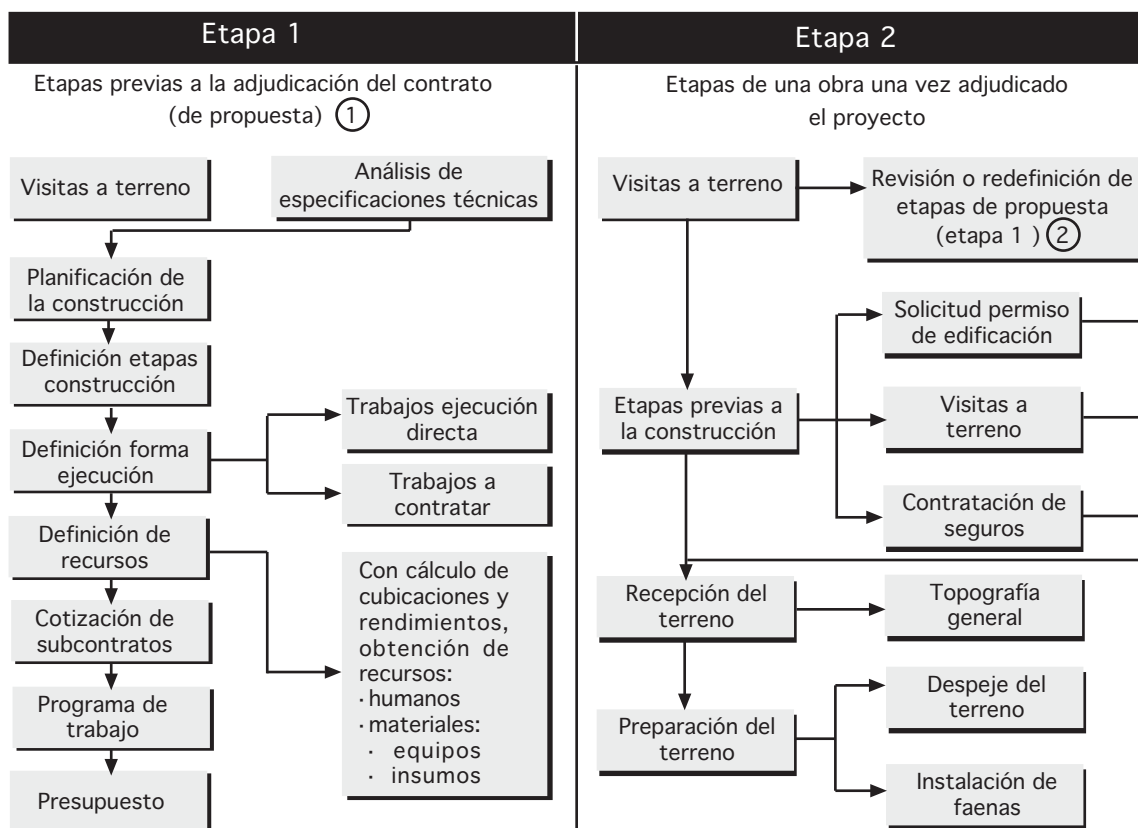 Etapa 1
Etapas previas a la adjudicación del contrato
(de propuesta) 1
Visitas a terreno
Análisis de
especificaciones técnicas
Planificación de
la construcción
Definición etapas
construcción
Definición forma
ejecución
Trabajos ejecución
directa
Trabajos a
contratar
Definición de
recursos
Con cálculo de
cubicaciones y
rendimientos,
obtención de
recursos:
· humanos
· materiales:
· equipos
· insumos
Cotización de
subcontratos
Programa de
trabajo
Presupuesto
Etapa 2
Etapas de una obra una vez adjudicado
el proyecto
Visitas a terreno
Revisión o redefinición de
etapas de propuesta
(etapa 1 ) 2
Etapas previas a
la construcción
Solicitud permiso
de edificación
Visitas a
terreno
Contratación de
seguros
Recepción del
terreno
Topografía
general
Preparación del
terreno
Despeje del
terreno
Instalación de
faenas